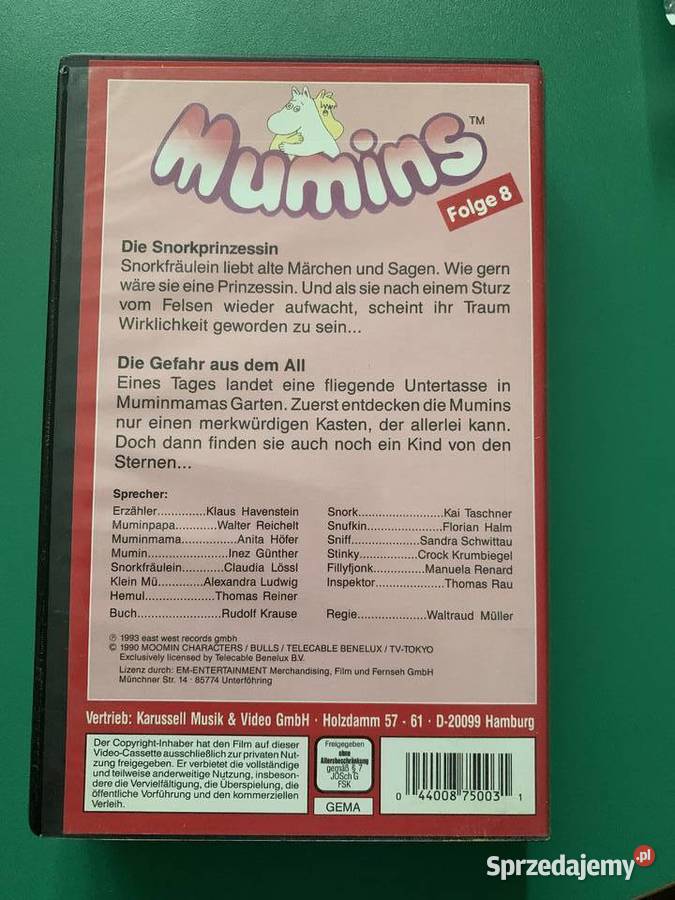 Mumins™
Folge 8
Die Snorkprinzessin
Snorkfräulein liebt alte Märchen und Sagen. Wie gern
wäre sie eine Prinzessin. Und als sie nach einem Sturz
vom Felsen wieder aufwacht, scheint ihr Traum
Wirklichkeit geworden zu sein...
Die Gefahr aus dem All
Eines Tages landet eine fliegende Untertasse in
Muminmamas Garten. Zuerst entdecken die Mumins
nur einen merkwürdigen Kasten, der allerlei kann.
Doch dann finden sie auch noch ein Kind von den
Sternen...
Sprecher:
Erzähler..............Klaus Havenstein
Muminpapa............Walter Reichelt
Muminmama................Anita Höfer
Mumin.......................Inez Günther
Snorkfräulein.............Claudia Lössl
Klein Mü............Alexandra Ludwig
Hemul......................Thomas Reiner
Buch........................Rudolf Krause
Snork.........................Kai Taschner
Snufkin.......................Florian Halm
Sniff....................Sandra Schwittau
Stinky.................Crock Krumbiegel
Fillyfjonk................Manuela Renard
Inspektor.....................Thomas Rau
Regie.....................Waltraud Müller
℗ 1993 east west records gmbh
© 1990 MOOMIN CHARACTERS / BULLS / TELECABLE BENELUX / TV-TOKYO
Exclusively licensed by Telecable Benelux B.V.
Lizenz durch: EM-ENTERTAINMENT Merchandising, Film und Fernseh GmbH
Münchner Str. 14 · 85774 Unterföhring
Vertrieb: Karussell Musik & Video GmbH · Holzdamm 57 - 61 · D-20099 Hamburg
Der Copyright-Inhaber hat den Film auf dieser
Video-Cassette ausschließlich zur privaten Nut-
zung freigegeben. Er verbietet die vollständige
und teilweise anderweitige Nutzung, insbeson-
dere die Vervielfältigung, die Überspielung, die
öffentliche Vorführung und den kommerziellen
Verleih.
Freigegeben
ohne
Altersbeschränkung
gemäß § 7
JÖSchG
FSK
GEMA
0 44008 75003 1
Sprzedajemy.pl